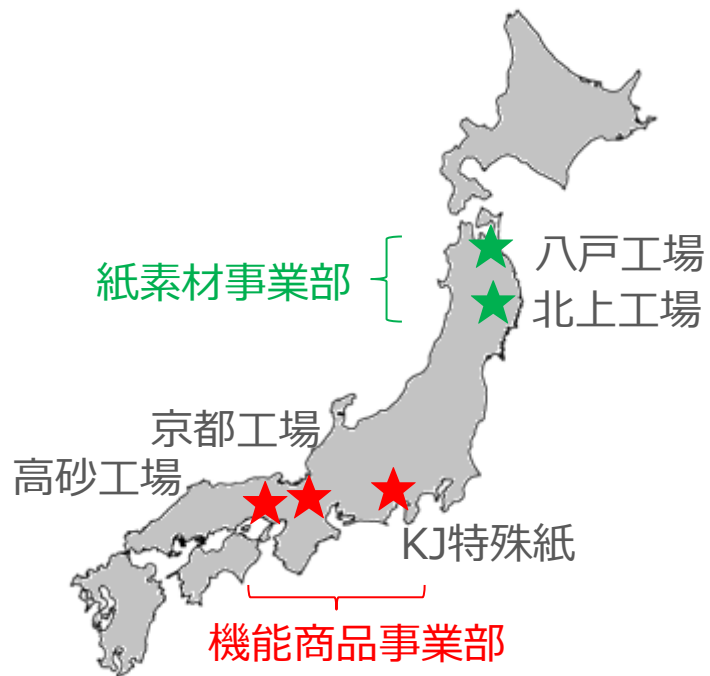 八戸工場
紙素材事業部
北上工場
京都工場
高砂工場
KJ特殊紙
機能商品事業部